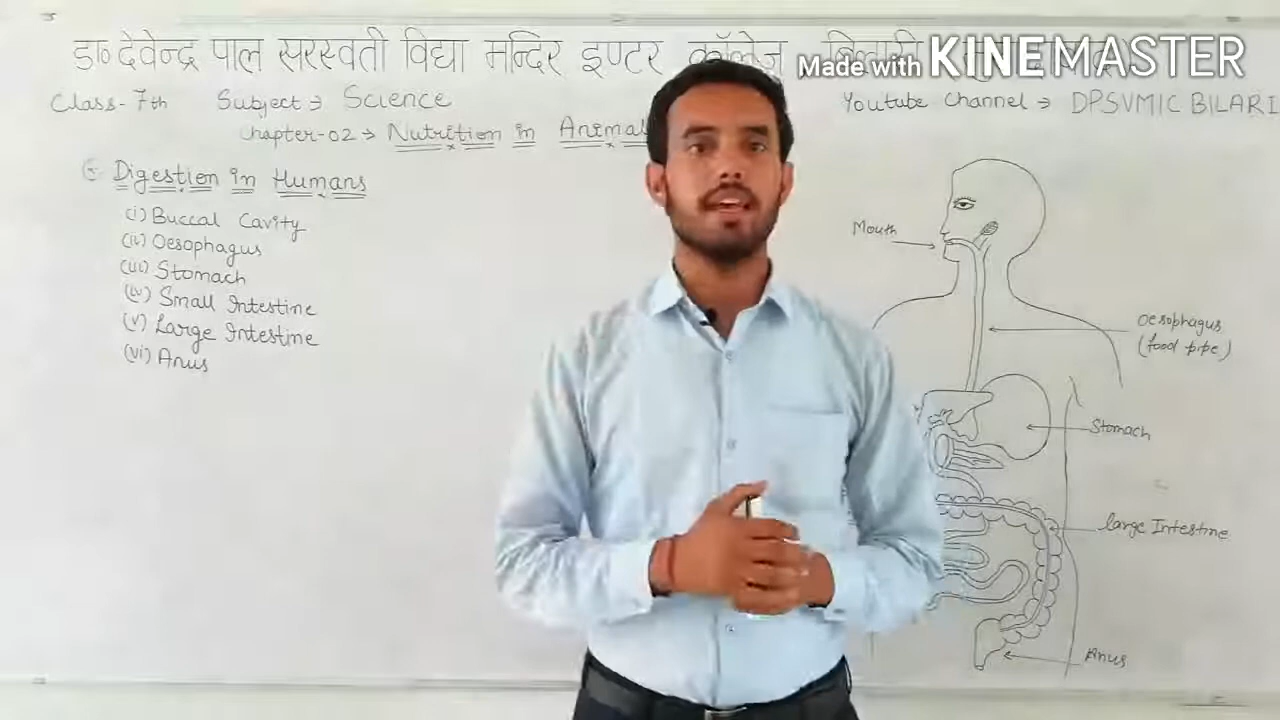 डा० देवेन्द्र पाल सरस्वती विद्या मन्दिर इण्टर कॉलेज बिलारी
Made with KINEMASTER
Class-7th Subject → Science
Youtube Channel → DPSVMIC BILARI
Chapter-02 → Nutrition in Animal
Digestion in Humans
(i) Buccal Cavity
(ii) Oesophagus
(iii) Stomach
(iv) Small Intestine
(v) Large Intestine
(vi) Anus
Mouth
Oesophagus
(food pipe)
Stomach
large Intestine
Anus